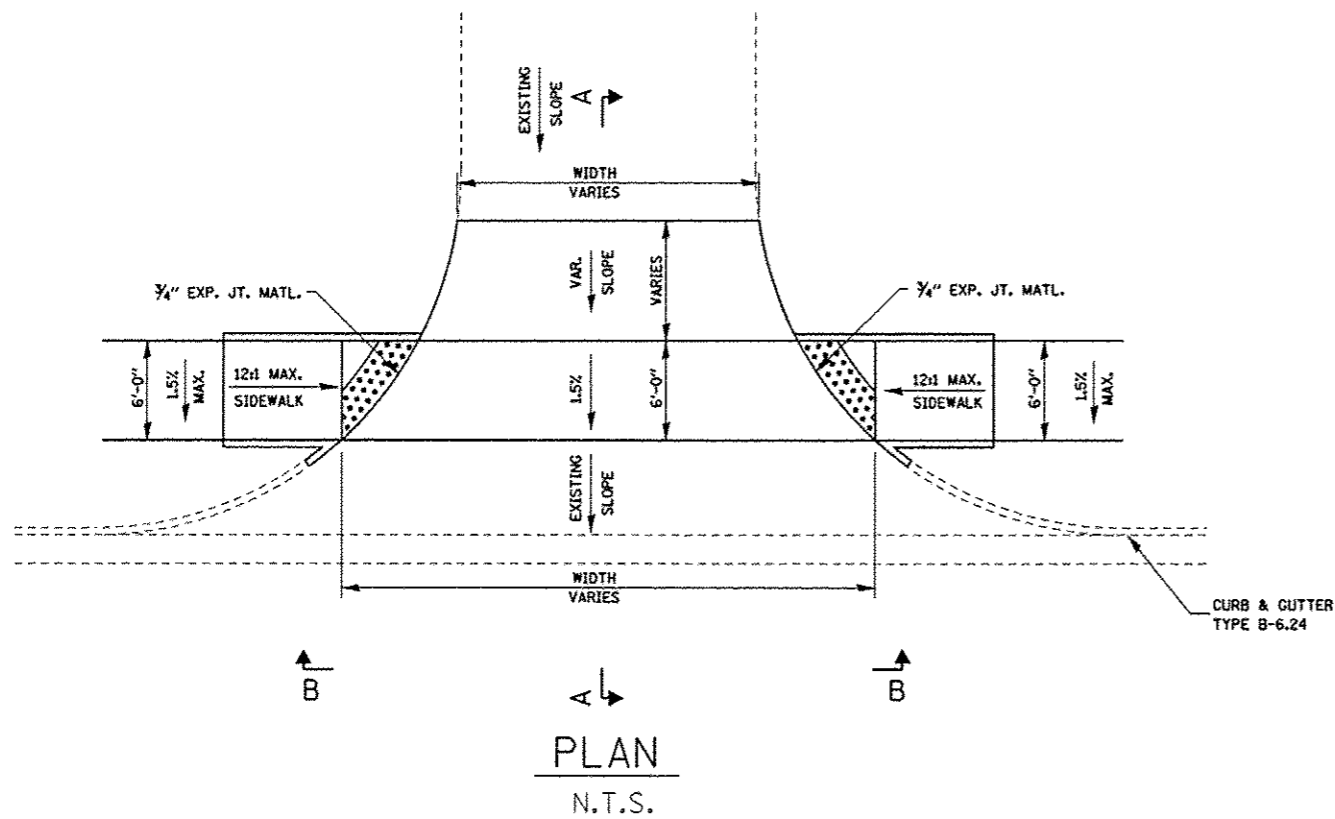 EXISTING
SLOPE
A
WIDTH
VARIES
VAR.
SLOPE
VARIES
3/4" EXP. JT. MATL.
3/4" EXP. JT. MATL.
6'-0"
1.5%
MAX.
12:1 MAX.
SIDEWALK
1.5%
6'-0"
12:1 MAX.
SIDEWALK
6'-0"
1.5%
MAX.
EXISTING
SLOPE
WIDTH
VARIES
CURB & GUTTER
TYPE B-6.24
B
A
B
PLAN
N.T.S.